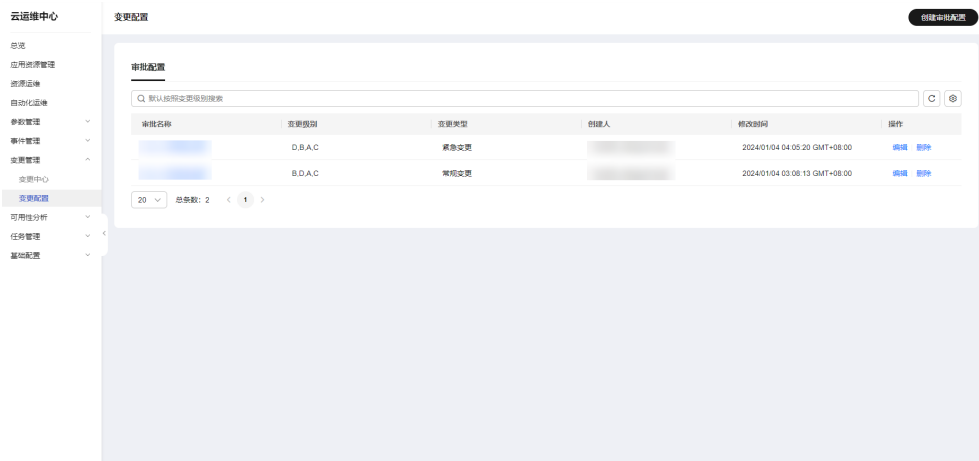 云运维中心
变更配置
创建审批配置
总览
应用资源管理
资源运维
自动化运维
参数管理
事件管理
变更管理
变更中心
变更配置
可用性分析
任务管理
基础配置
审批配置
默认按照变更级别搜索
审批名称 变更级别 变更类型 创建人 修改时间 操作
D,B,A,C 紧急变更 2024/01/04 04:05:20 GMT+08:00 编辑 删除
B,D,A,C 常规变更 2024/01/04 03:08:13 GMT+08:00 编辑 删除
20 总条数: 2 < 1 >